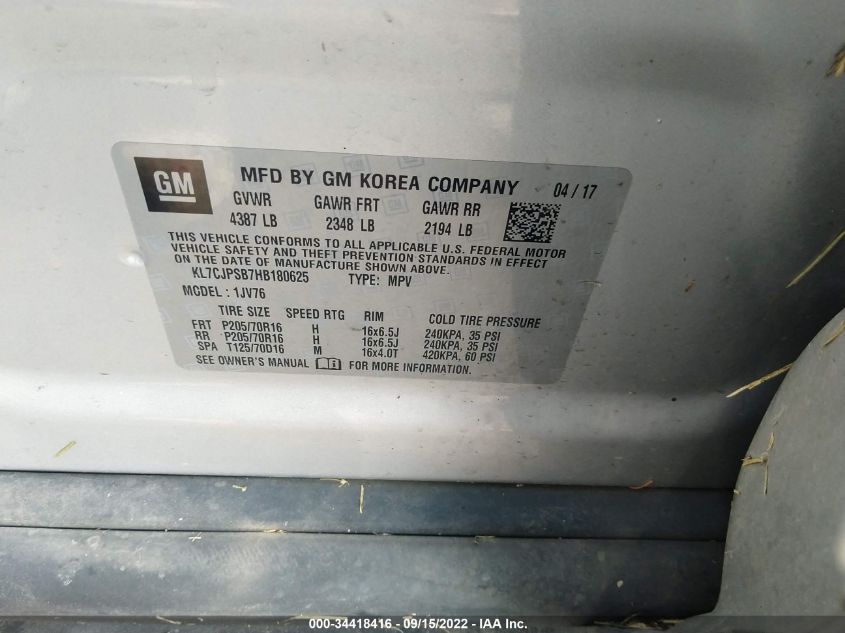 GM
MFD BY GM KOREA COMPANY 04 / 17
GVWR GAWR FRT GAWR RR
4387 LB 2348 LB 2194 LB
THIS VEHICLE CONFORMS TO ALL APPLICABLE U.S. FEDERAL MOTOR
VEHICLE SAFETY AND THEFT PREVENTION STANDARDS IN EFFECT
ON THE DATE OF MANUFACTURE SHOWN ABOVE.
KL7CJPSB7HB180625 TYPE: MPV
MODEL: 1JV76
TIRE SIZE SPEED RTG RIM COLD TIRE PRESSURE
FRT P205/70R16 H 16x6.5J 240KPA, 35 PSI
RR P205/70R16 H 16x6.5J 240KPA, 35 PSI
SPA T125/70D16 M 16x4.0T 420KPA, 60 PSI
SEE OWNER'S MANUAL FOR MORE INFORMATION.
000-34418416 - 09/15/2022 - IAA Inc.